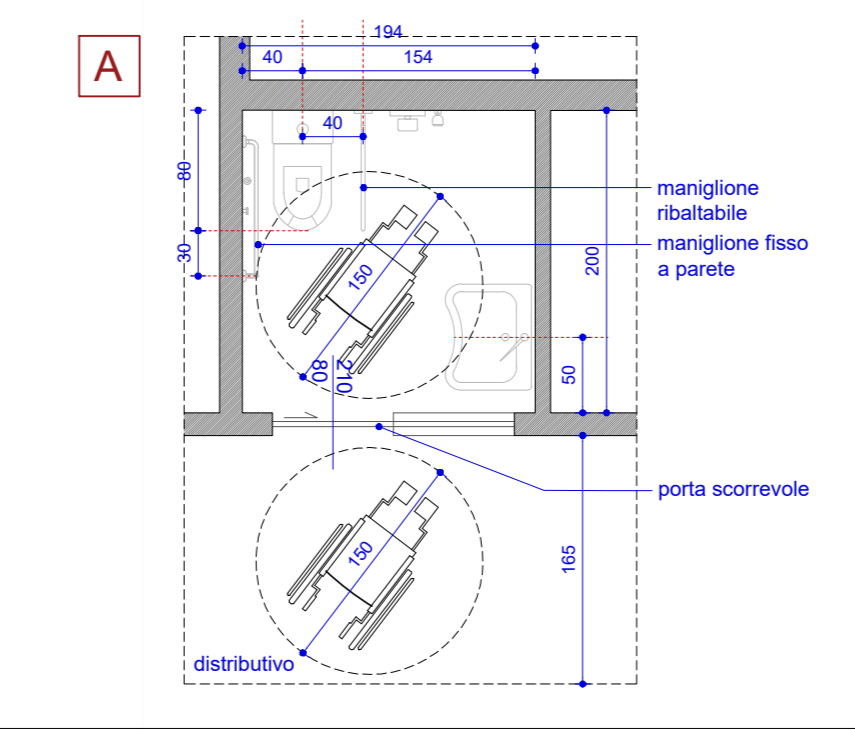 A
194
40
154
40
80
30
maniglione
ribaltabile
maniglione fisso
a parete
200
150
210
80
50
porta scorrevole
165
150
distributivo